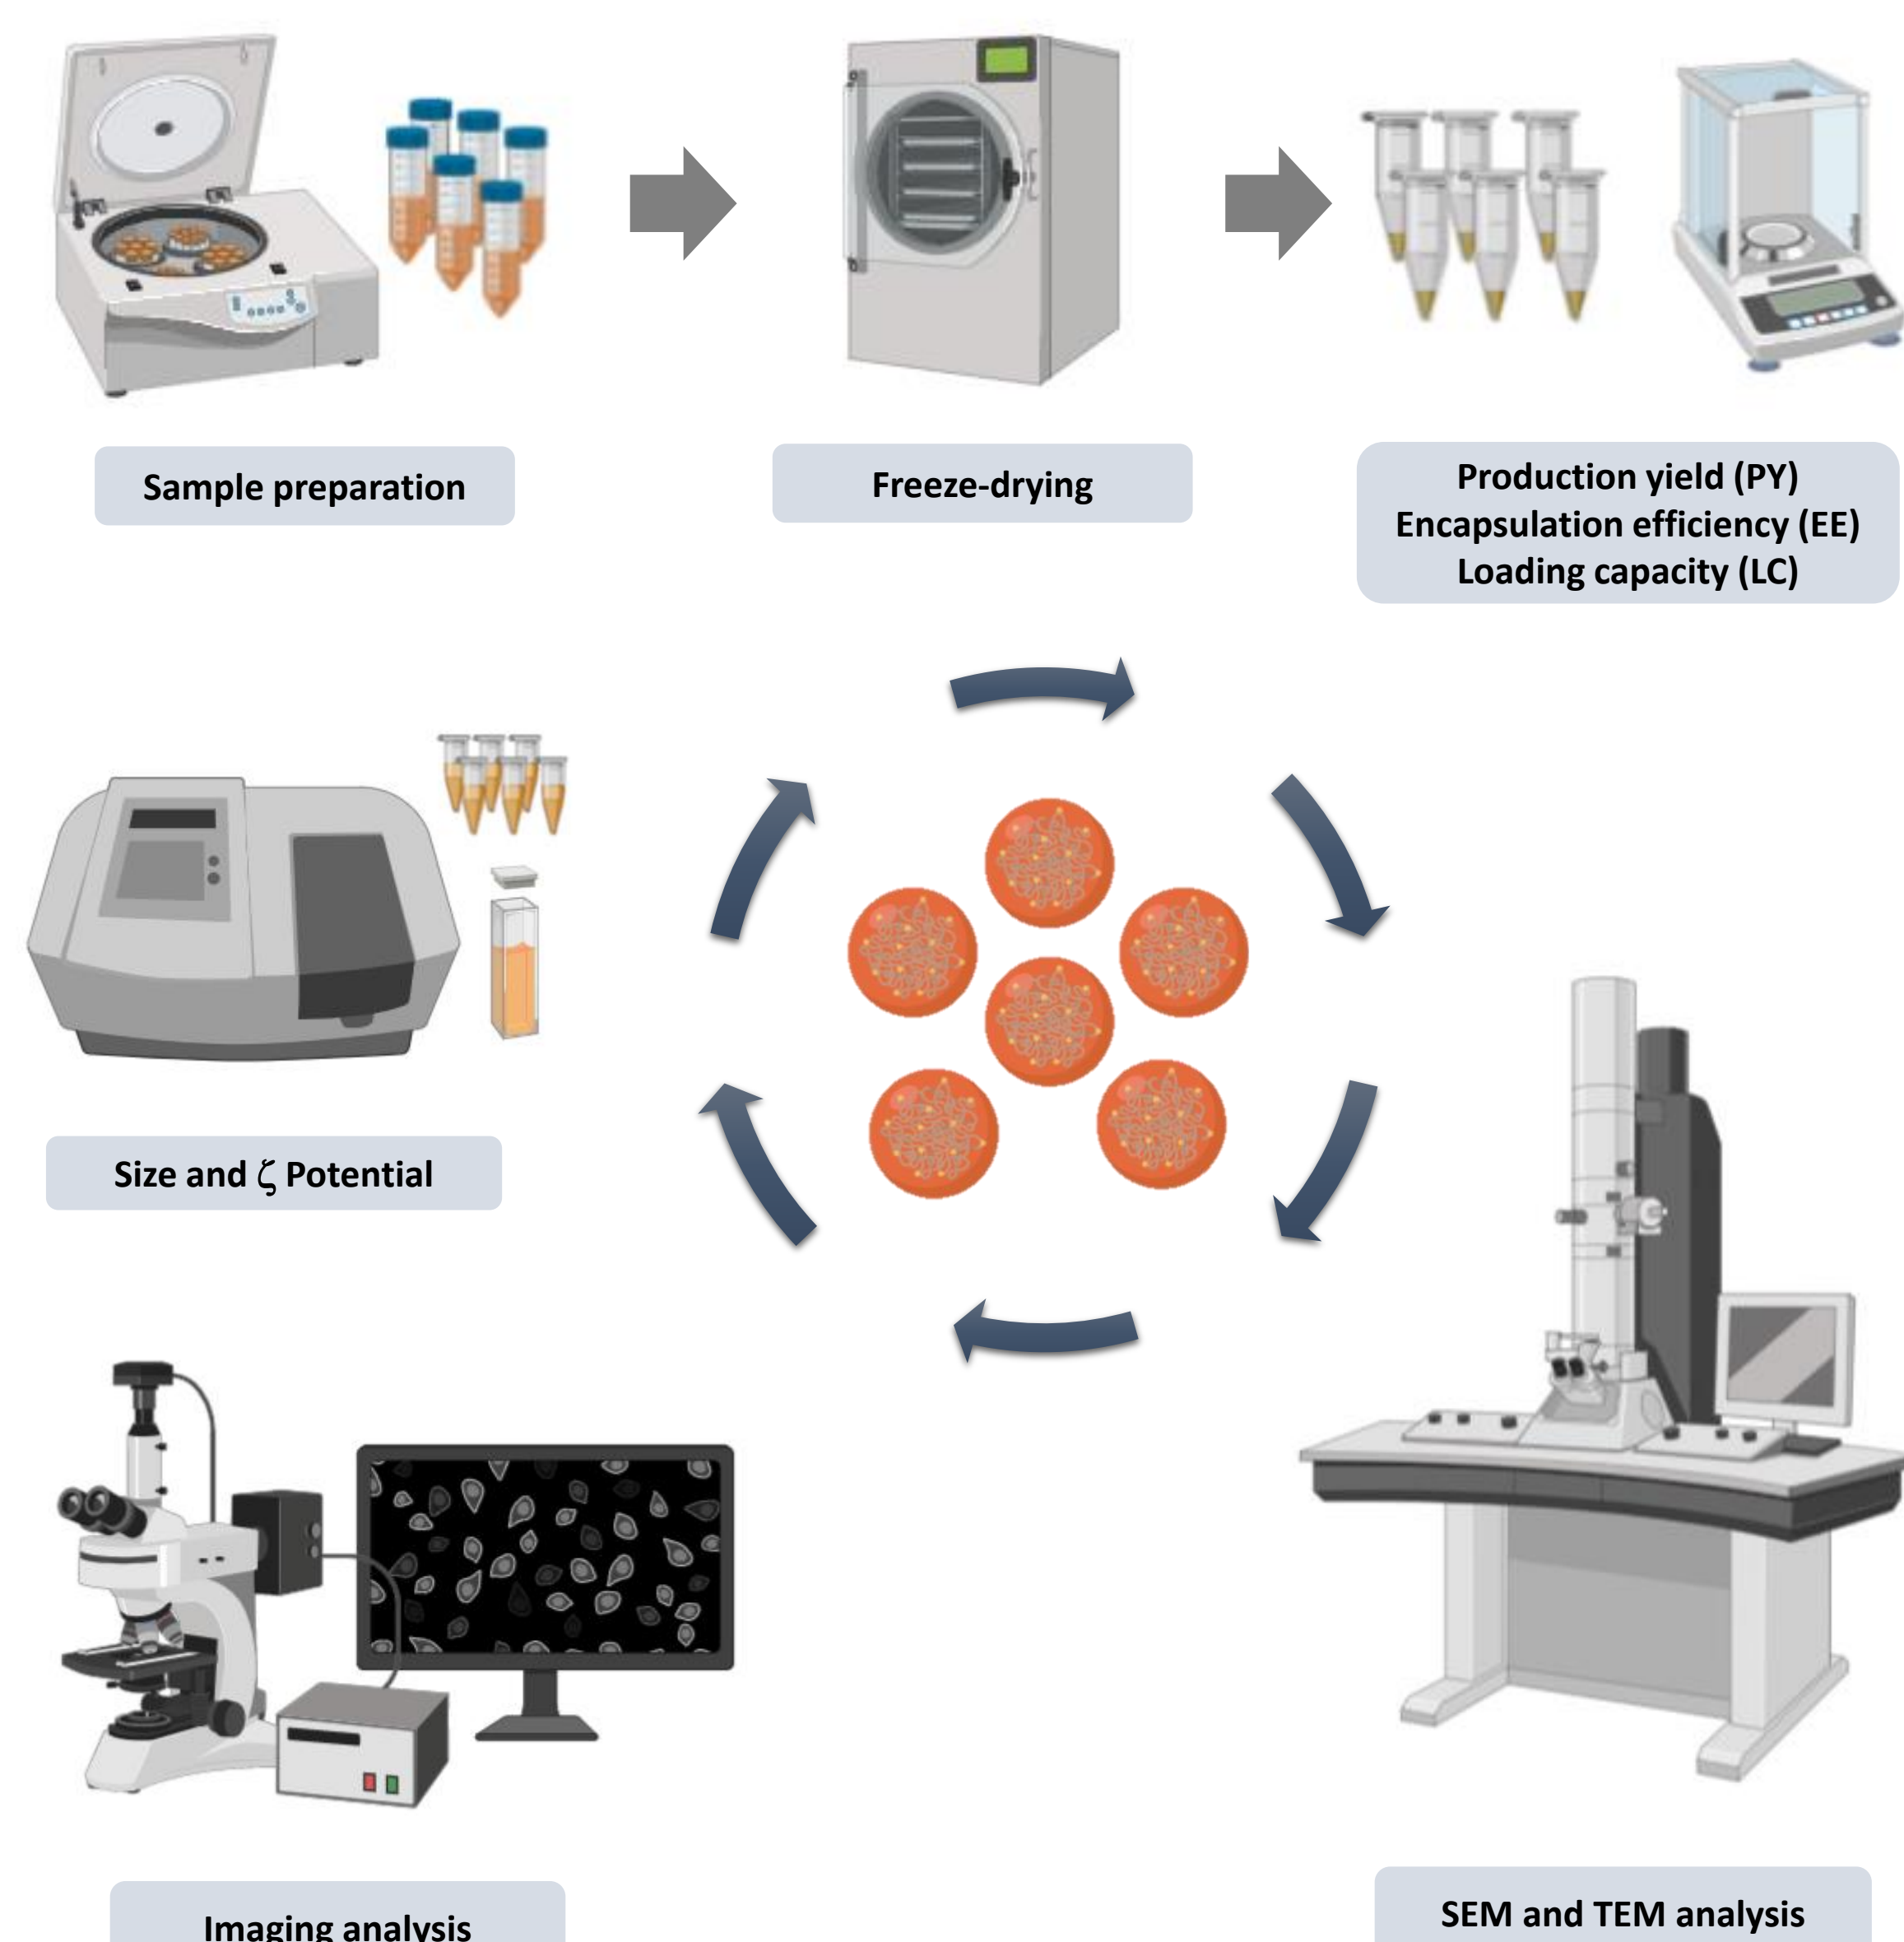 Sample preparation
Freeze-drying
Production yield (PY)
Encapsulation efficiency (EE)
Loading capacity (LC)
Size and ζ Potential
Imaging analysis
SEM and TEM analysis